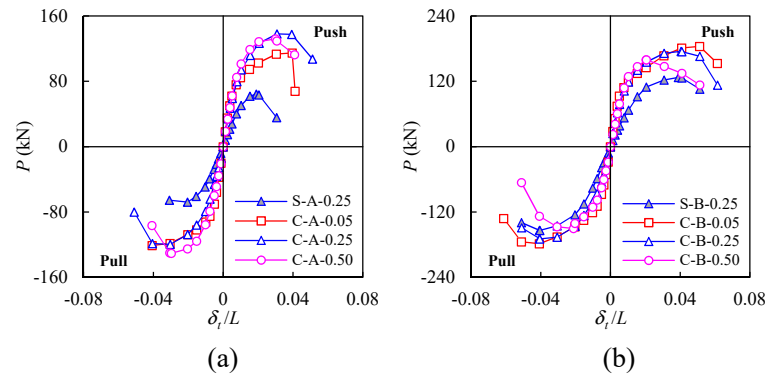 160
80
0
-80
-160
P (kN)
Push
Pull
S-A-0.25
C-A-0.05
C-A-0.25
C-A-0.50
-0.08 -0.04 0 0.04 0.08
δt/L
(a)
240
120
0
-120
-240
P (kN)
Push
Pull
S-B-0.25
C-B-0.05
C-B-0.25
C-B-0.50
-0.08 -0.04 0 0.04 0.08
δt/L
(b)